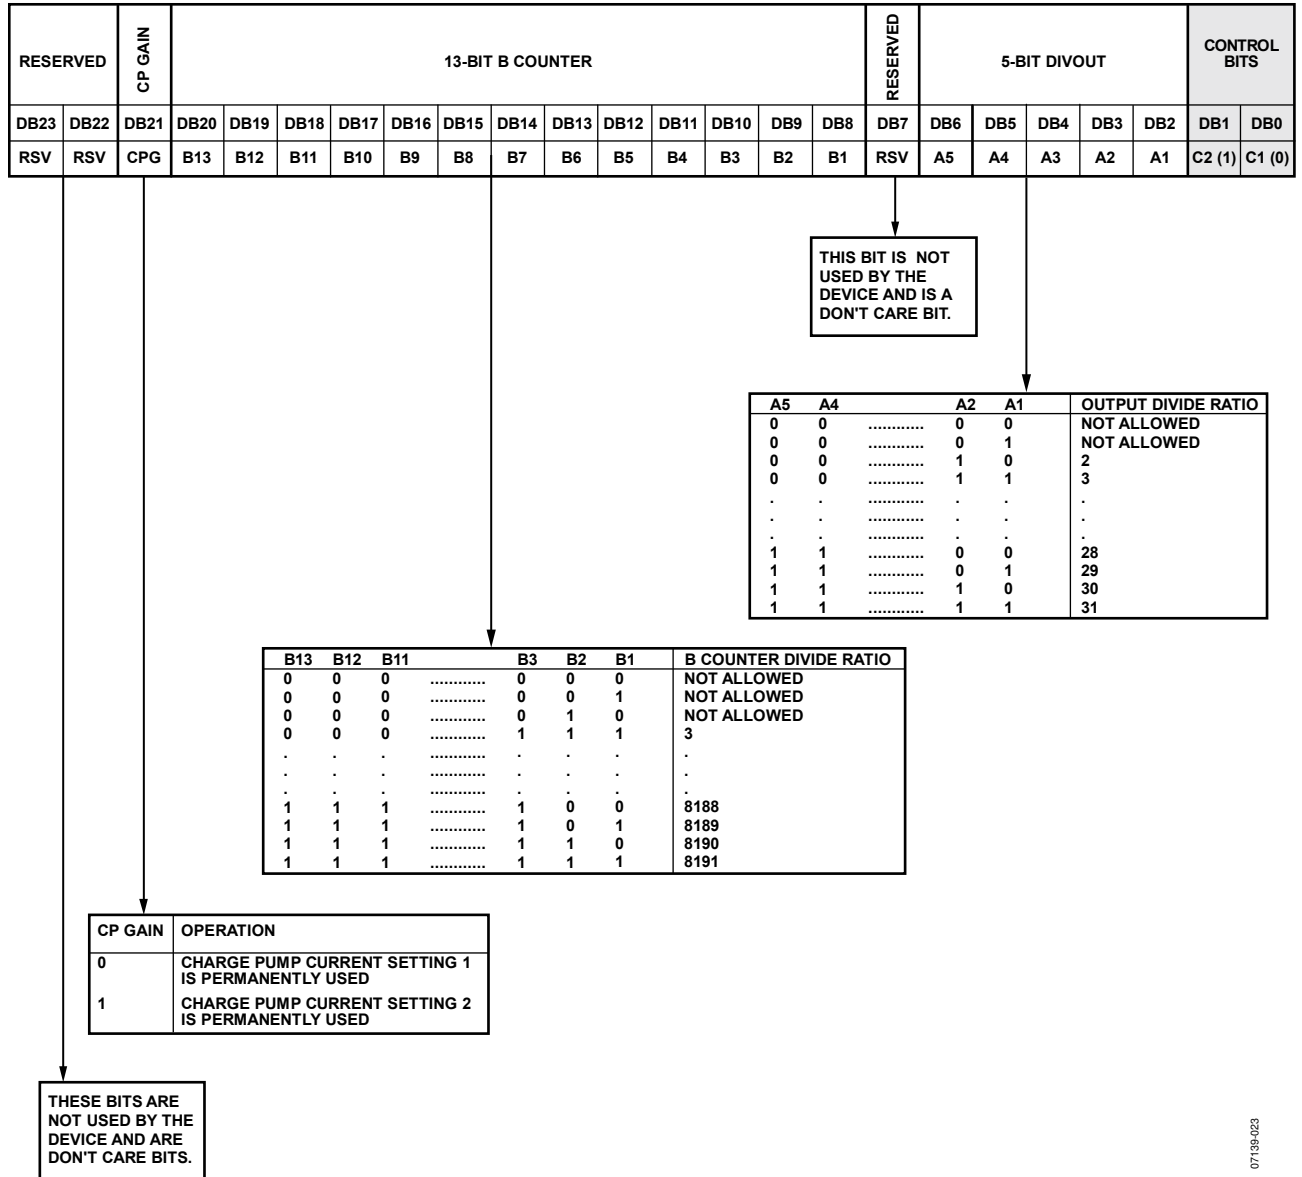 RESERVED
CP GAIN
13-BIT B COUNTER
RESERVED
5-BIT DIVOUT
CONTROL
BITS
DB23 DB22 DB21 DB20 DB19 DB18 DB17 DB16 DB15 DB14 DB13 DB12 DB11 DB10 DB9 DB8 DB7 DB6 DB5 DB4 DB3 DB2 DB1 DB0
RSV RSV CPG B13 B12 B11 B10 B9 B8 B7 B6 B5 B4 B3 B2 B1 RSV A5 A4 A3 A2 A1 C2 (1) C1 (0)
THIS BIT IS NOT
USED BY THE
DEVICE AND IS A
DON'T CARE BIT.
A5 A4 A2 A1 OUTPUT DIVIDE RATIO
0 0 ............ 0 0 NOT ALLOWED
0 0 ............ 0 1 NOT ALLOWED
0 0 ............ 1 0 2
0 0 ............ 1 1 3
. . ............ . . .
. . ............ . . .
. . ............ . . .
1 1 ............ 0 0 28
1 1 ............ 0 1 29
1 1 ............ 1 0 30
1 1 ............ 1 1 31
B13 B12 B11 B3 B2 B1 B COUNTER DIVIDE RATIO
0 0 0 ............ 0 0 0 NOT ALLOWED
0 0 0 ............ 0 0 1 NOT ALLOWED
0 0 0 ............ 0 1 0 NOT ALLOWED
0 0 0 ............ 1 1 1 3
. . . ............ . . . .
. . . ............ . . . .
. . . ............ . . . .
1 1 1 ............ 1 0 0 8188
1 1 1 ............ 1 0 1 8189
1 1 1 ............ 1 1 0 8190
1 1 1 ............ 1 1 1 8191
CP GAIN OPERATION
0 CHARGE PUMP CURRENT SETTING 1
IS PERMANENTLY USED
1 CHARGE PUMP CURRENT SETTING 2
IS PERMANENTLY USED
THESE BITS ARE
NOT USED BY THE
DEVICE AND ARE
DON'T CARE BITS.
07139-023